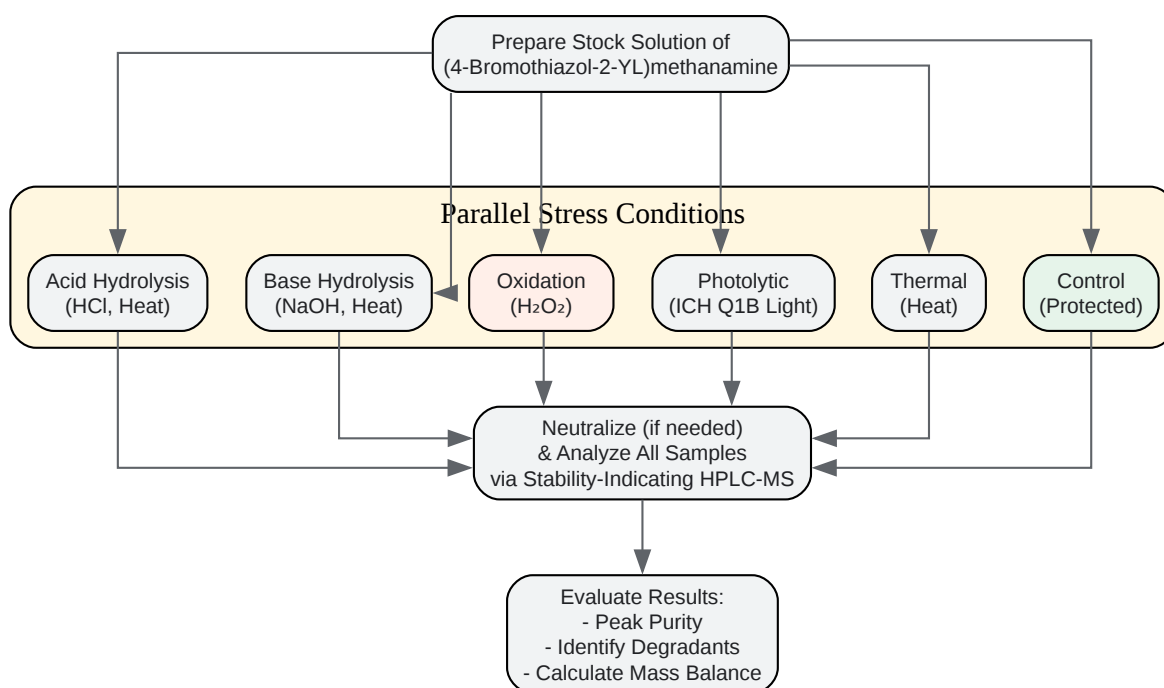 Prepare Stock Solution of
(4-Bromothiazol-2-YL)methanamine
Parallel Stress Conditions
Acid Hydrolysis
(HCl, Heat)
Base Hydrolysis
(NaOH, Heat)
Oxidation
(H₂O₂)
Photolytic
(ICH Q1B Light)
Thermal
(Heat)
Control
(Protected)
Neutralize (if needed)
& Analyze All Samples
via Stability-Indicating HPLC-MS
Evaluate Results:
- Peak Purity
- Identify Degradants
- Calculate Mass Balance